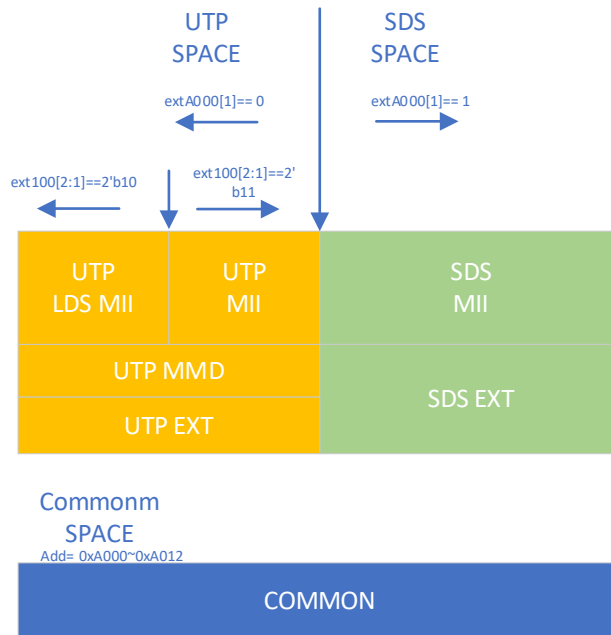 UTP
SPACE
SDS
SPACE
extA000[1]== 0
extA000[1]== 1
ext100[2:1]==2'b10
ext100[2:1]==2'
b11
UTP
LDS MII
UTP
MII
SDS
MII
UTP MMD
SDS EXT
UTP EXT
Commonm
SPACE
Add= 0xA000~0xA012
COMMON